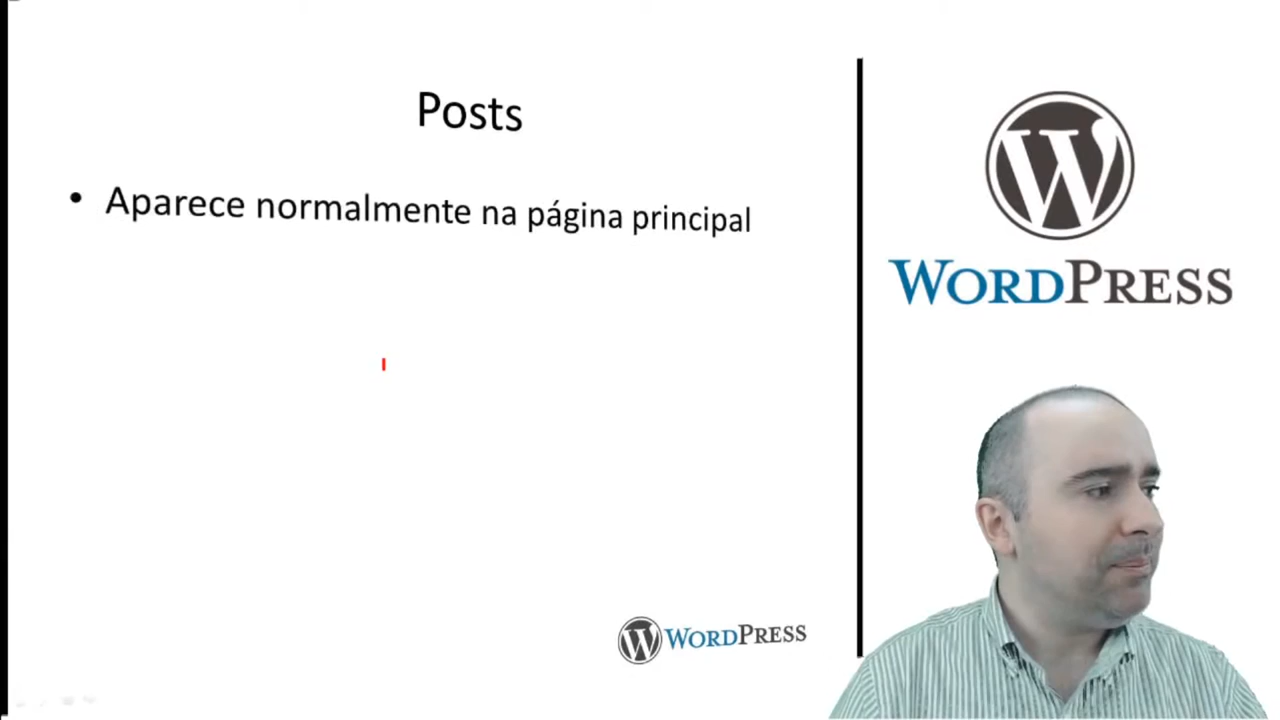 Posts
• Aparece normalmente na página principal
WORDPRESS
WORDPRESS